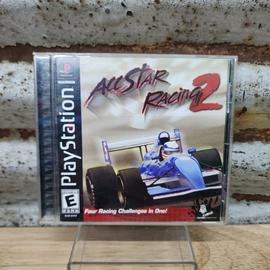 PlayStation
ALLSTAR
RACING 2
E
Four Racing Challenges in One!